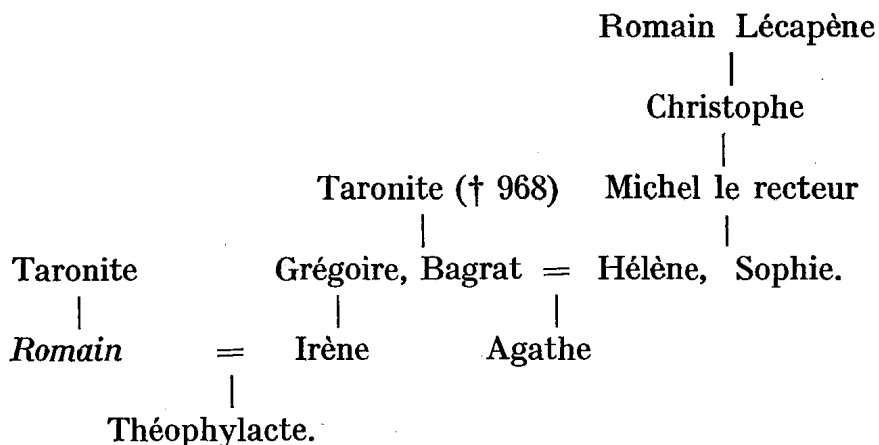 Romain Lécapène
|
Christophe
|
Taronite († 968) Michel le recteur
| |
Taronite Grégoire, Bagrat = Hélène, Sophie.
| | |
Romain = Irène Agathe
|
Théophylacte.